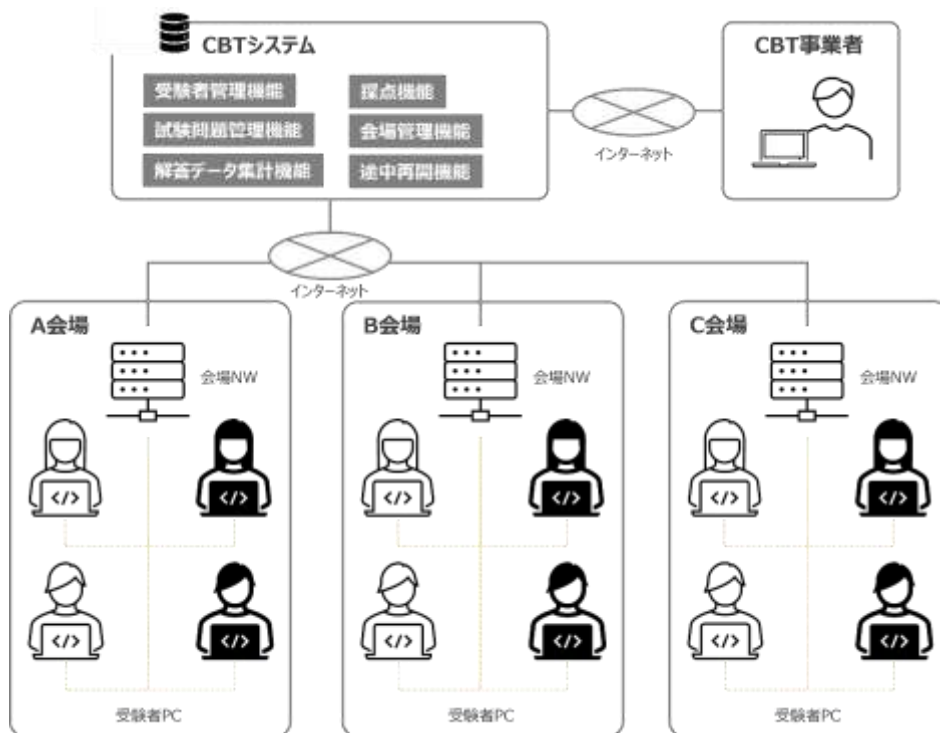 CBTシステム
受験者管理機能
採点機能
試験問題管理機能
会場管理機能
解答データ集計機能
途中再開機能
CBT事業者
インターネット
インターネット
A会場
会場NW
</>
</>
</>
</>
受験者PC
B会場
会場NW
</>
</>
</>
</>
受験者PC
C会場
会場NW
</>
</>
</>
</>
受験者PC